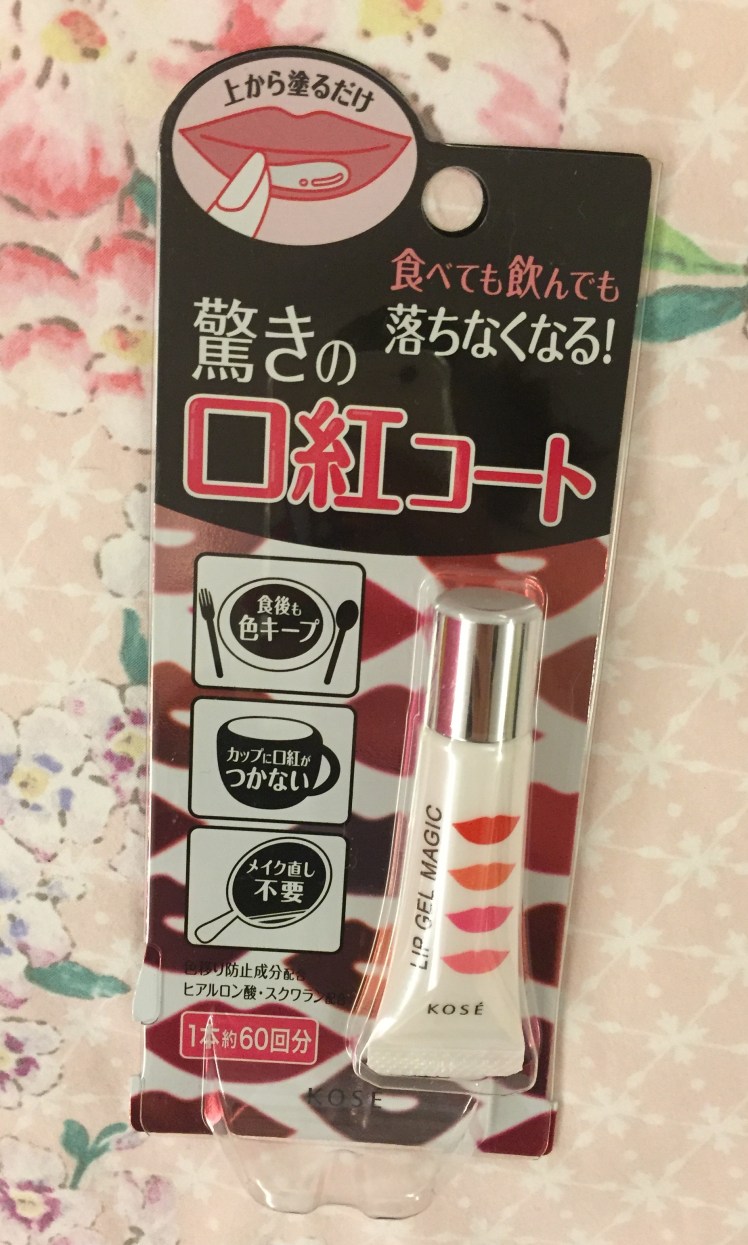 上から塗るだけ
食べても飲んでも
落ちなくなる!
驚きの
口紅コート
食後も
色キープ
カップに口紅が
つかない
メイク直し
不要
色移り防止成分配合
ヒアルロン酸・スクワラン配合
1本約60回分
KOSÉ
LIP GEL MAGIC
KOSÉ